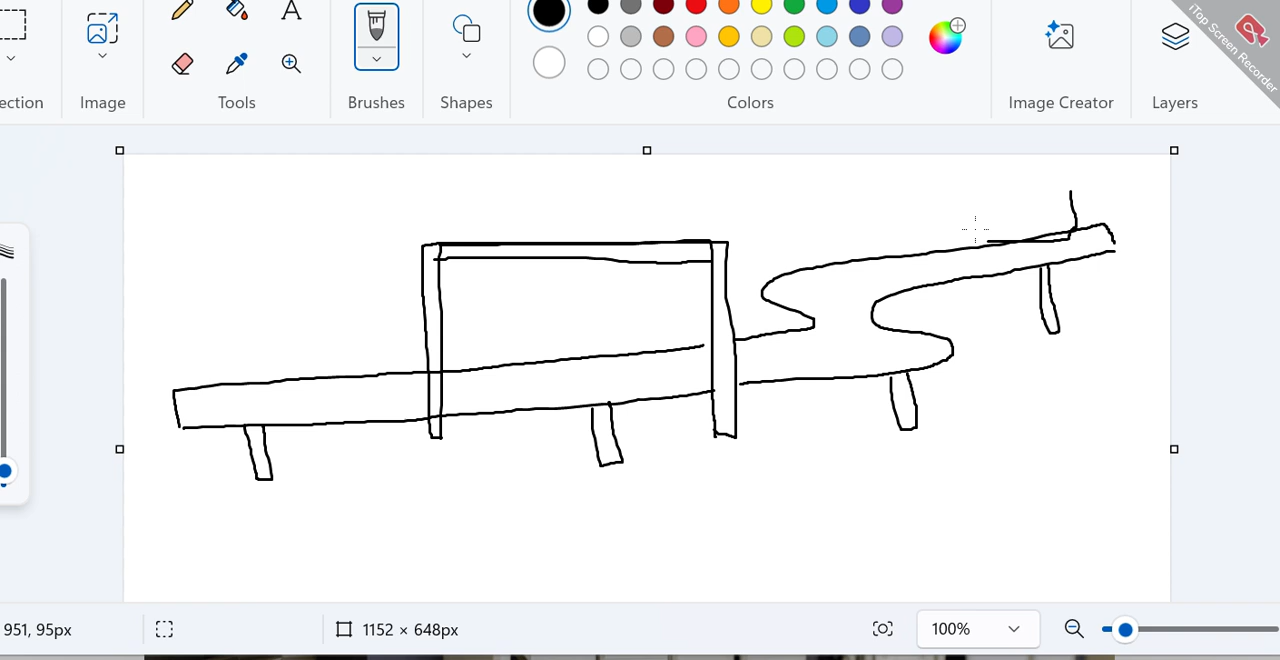 iTop Screen Recorder
ection
Image
Tools
Brushes
Shapes
Colors
Image Creator
Layers
951, 95px
1152 × 648px
100%